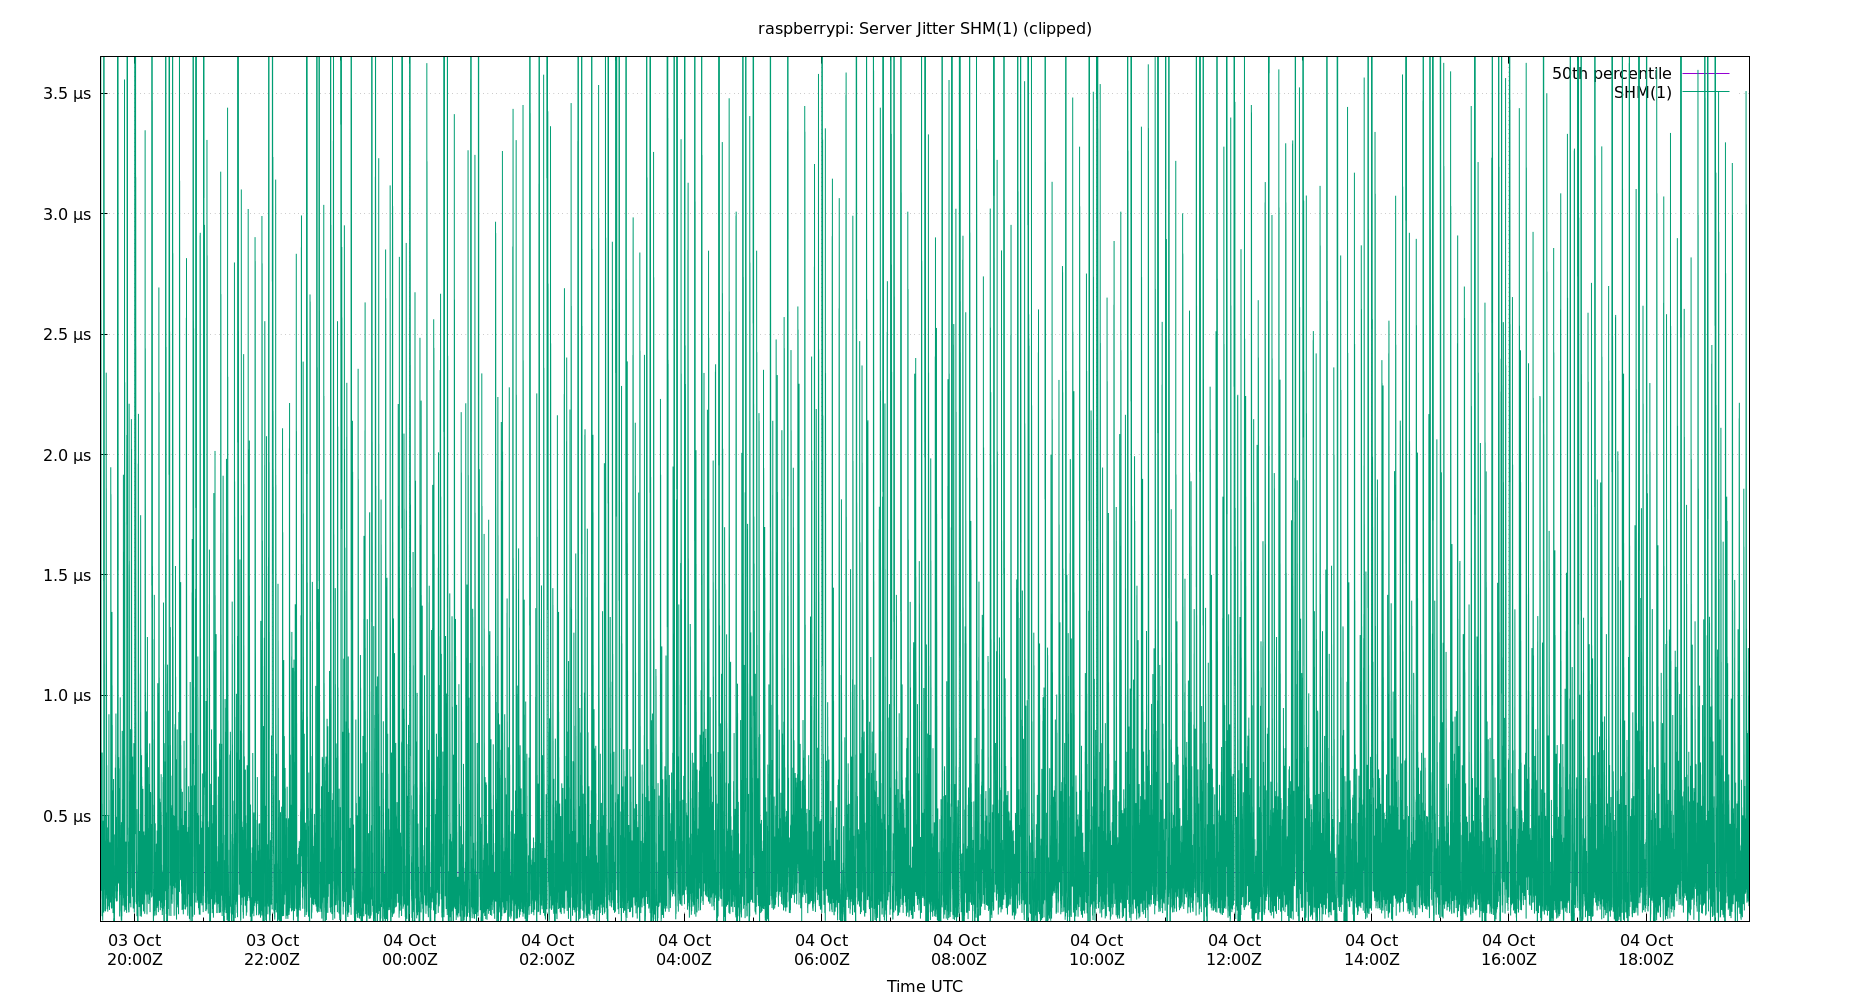 raspberrypi: Server Jitter SHM(1) (clipped)
50th percentile
SHM(1)
3.5 µs
3.0 µs
2.5 µs
2.0 µs
1.5 µs
1.0 µs
0.5 µs
03 Oct 03 Oct 04 Oct 04 Oct 04 Oct 04 Oct 04 Oct 04 Oct 04 Oct 04 Oct 04 Oct 04 Oct
20:00Z 22:00Z 00:00Z 02:00Z 04:00Z 06:00Z 08:00Z 10:00Z 12:00Z 14:00Z 16:00Z 18:00Z
Time UTC